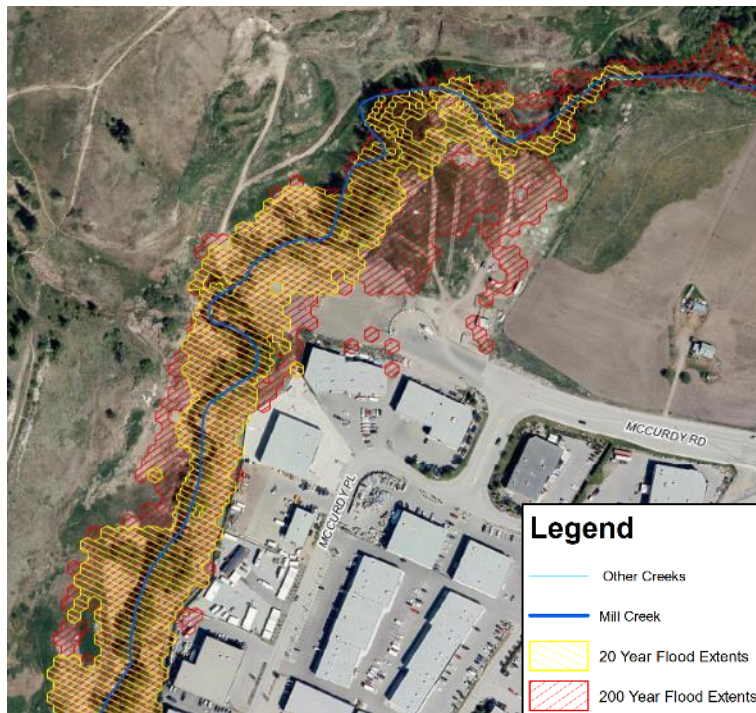 MCCURDY RD
MCCURDY PL
Legend
Other Creeks
Mill Creek
20 Year Flood Extents
200 Year Flood Extents